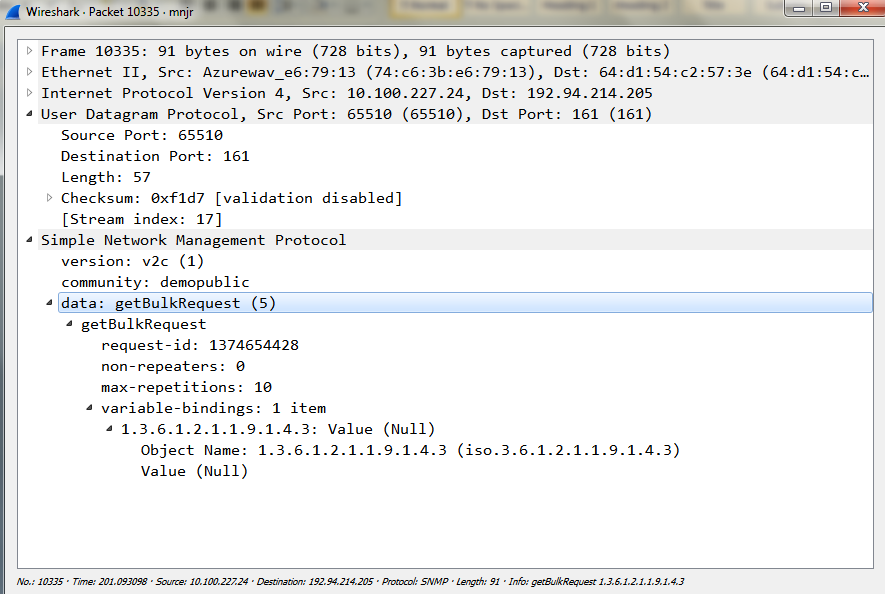 Wireshark · Packet 10335 · mnjr
Frame 10335: 91 bytes on wire (728 bits), 91 bytes captured (728 bits)
Ethernet II, Src: Azurewav_e6:79:13 (74:c6:3b:e6:79:13), Dst: 64:d1:54:c2:57:3e (64:d1:54:c…
Internet Protocol Version 4, Src: 10.100.227.24, Dst: 192.94.214.205
User Datagram Protocol, Src Port: 65510 (65510), Dst Port: 161 (161)
Source Port: 65510
Destination Port: 161
Length: 57
Checksum: 0xf1d7 [validation disabled]
[Stream index: 17]
Simple Network Management Protocol
version: v2c (1)
community: demopublic
data: getBulkRequest (5)
getBulkRequest
request-id: 1374654428
non-repeaters: 0
max-repetitions: 10
variable-bindings: 1 item
1.3.6.1.2.1.1.9.1.4.3: Value (Null)
Object Name: 1.3.6.1.2.1.1.9.1.4.3 (iso.3.6.1.2.1.1.9.1.4.3)
Value (Null)
No.: 10335 · Time: 201.093098 · Source: 10.100.227.24 · Destination: 192.94.214.205 · Protocol: SNMP · Length: 91 · Info: getBulkRequest 1.3.6.1.2.1.1.9.1.4.3